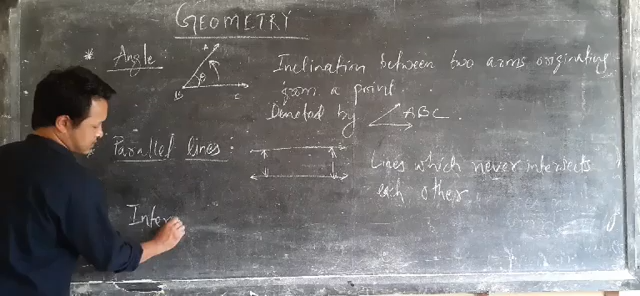 GEOMETRY
* Angle
A
B
θ
C
Inclination between two arms originating
from a point.
Denoted by ∠ABC.
* Parallel lines :
Lines which never intersects
each other
Inter